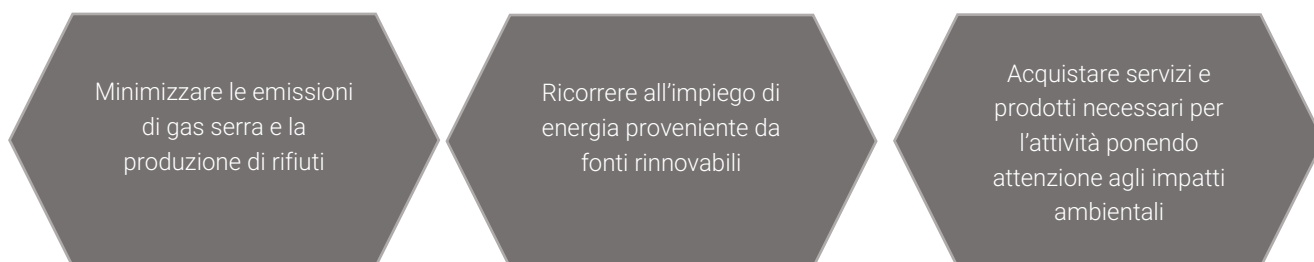 Minimizzare le emissioni
di gas serra e la
produzione di rifiuti
Ricorrere all’impiego di
energia proveniente da
fonti rinnovabili
Acquistare servizi e
prodotti necessari per
l’attività ponendo
attenzione agli impatti
ambientali